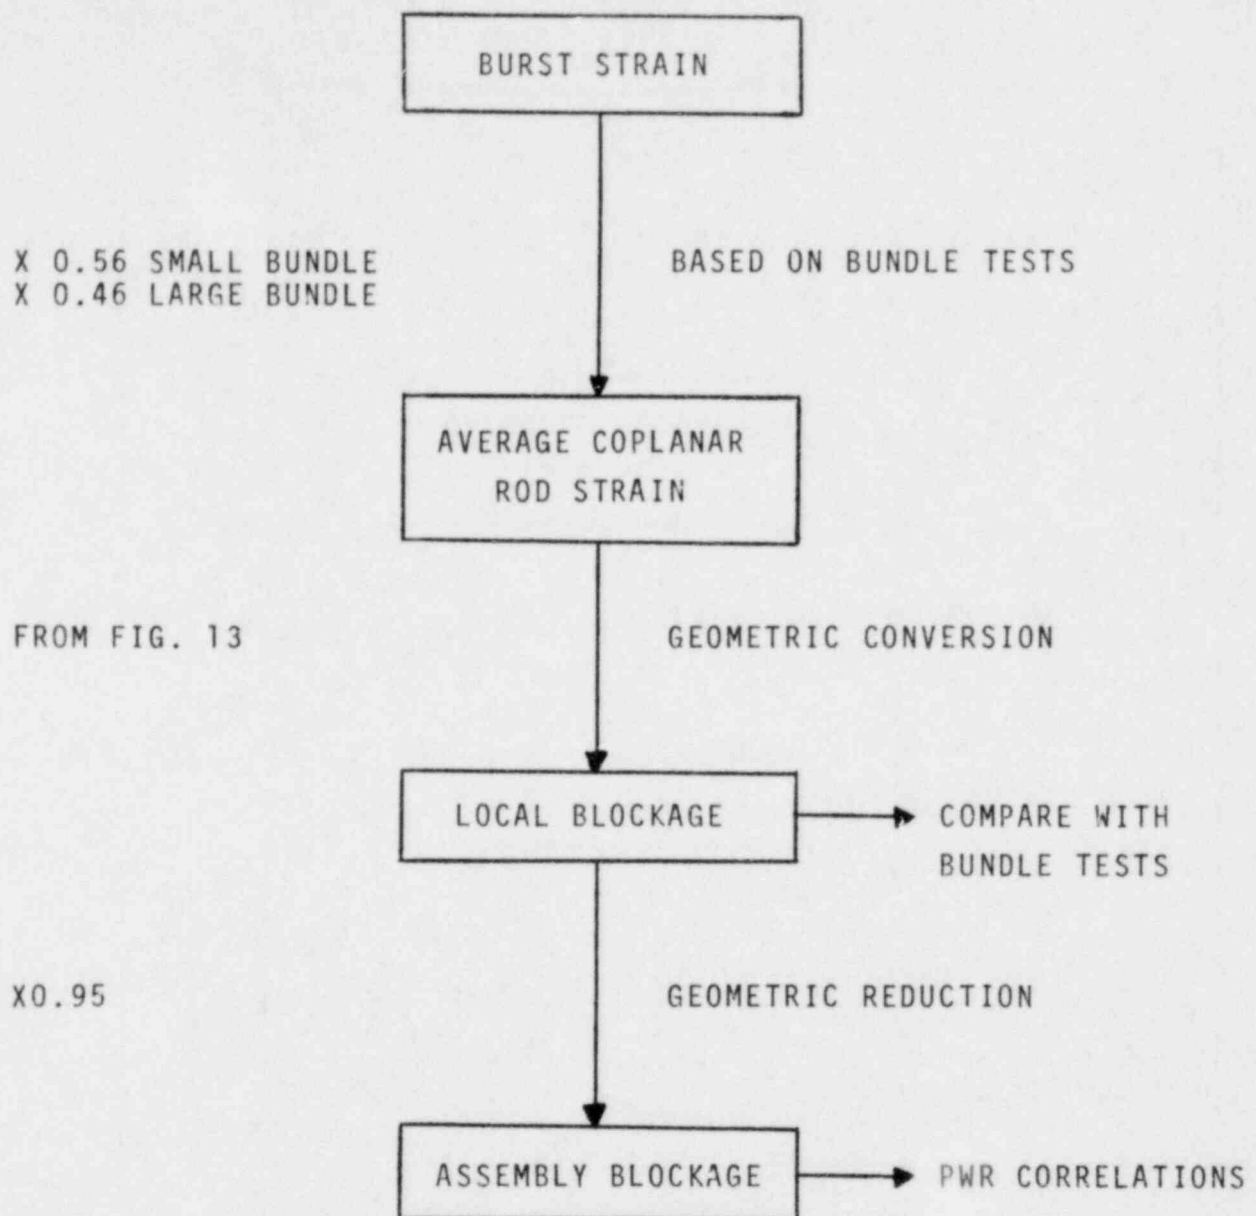 BURST STRAIN
X 0.56 SMALL BUNDLE
X 0.46 LARGE BUNDLE
BASED ON BUNDLE TESTS
AVERAGE COPLANAR
ROD STRAIN
FROM FIG. 13
GEOMETRIC CONVERSION
LOCAL BLOCKAGE
COMPARE WITH
BUNDLE TESTS
X0.95
GEOMETRIC REDUCTION
ASSEMBLY BLOCKAGE
PWR CORRELATIONS